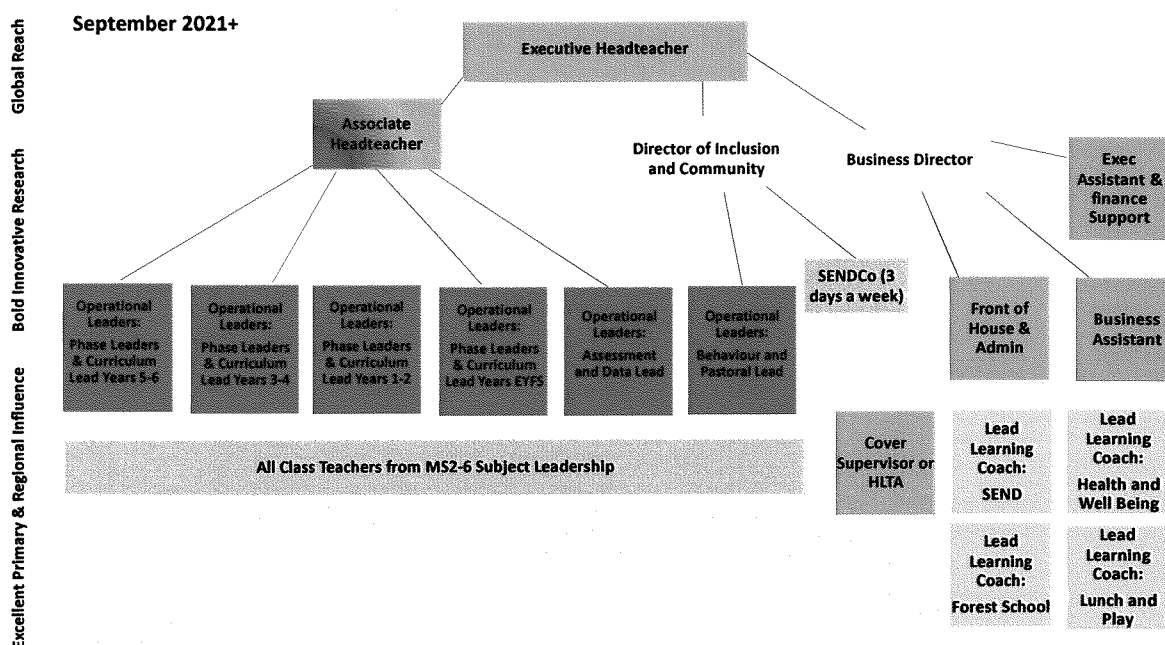 September 2021+
Global Reach
Bold Innovative Research
Excellent Primary & Regional Influence
Executive Headteacher
Associate
Headteacher
Director of Inclusion
and Community
Business Director
Exec
Assistant &
finance
Support
SENDCo (3
days a week)
Operational
Leaders:
Phase Leaders
& Curriculum
Lead Years 5-6
Operational
Leaders:
Phase Leaders
& Curriculum
Lead Years 3-4
Operational
Leaders:
Phase Leaders
& Curriculum
Lead Years 1-2
Operational
Leaders:
Phase Leaders
& Curriculum
Lead Years EYFS
Operational
Leaders:
Assessment
and Data Lead
Operational
Leaders:
Behaviour and
Pastoral Lead
Front of
House &
Admin
Business
Assistant
All Class Teachers from MS2-6 Subject Leadership
Cover
Supervisor or
HLTA
Lead
Learning
Coach:
SEND
Lead
Learning
Coach:
Health and
Well Being
Lead
Learning
Coach:
Forest School
Lead
Learning
Coach:
Lunch and
Play